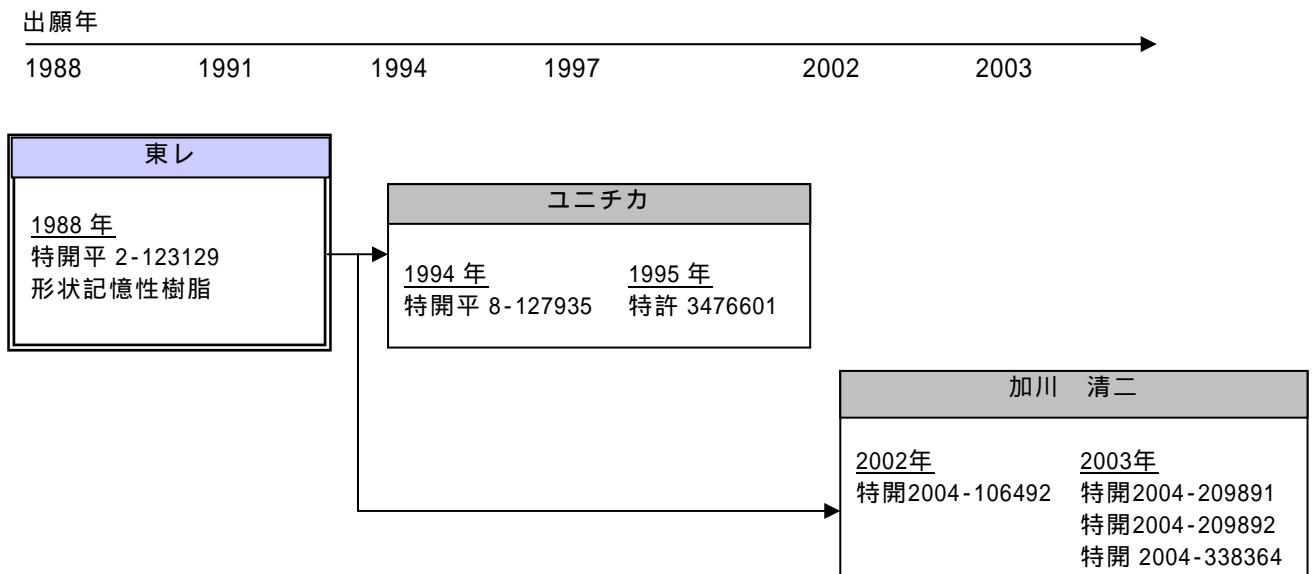 出願年
1988 1991 1994 1997 2002 2003
東レ
1988 年
特開平 2-123129
形状記憶性樹脂
ユニチカ
1994 年 1995 年
特開平 8-127935 特許 3476601
加川 清二
2002年 2003年
特開2004-106492 特開2004-209891
特開2004-209892
特開 2004-338364